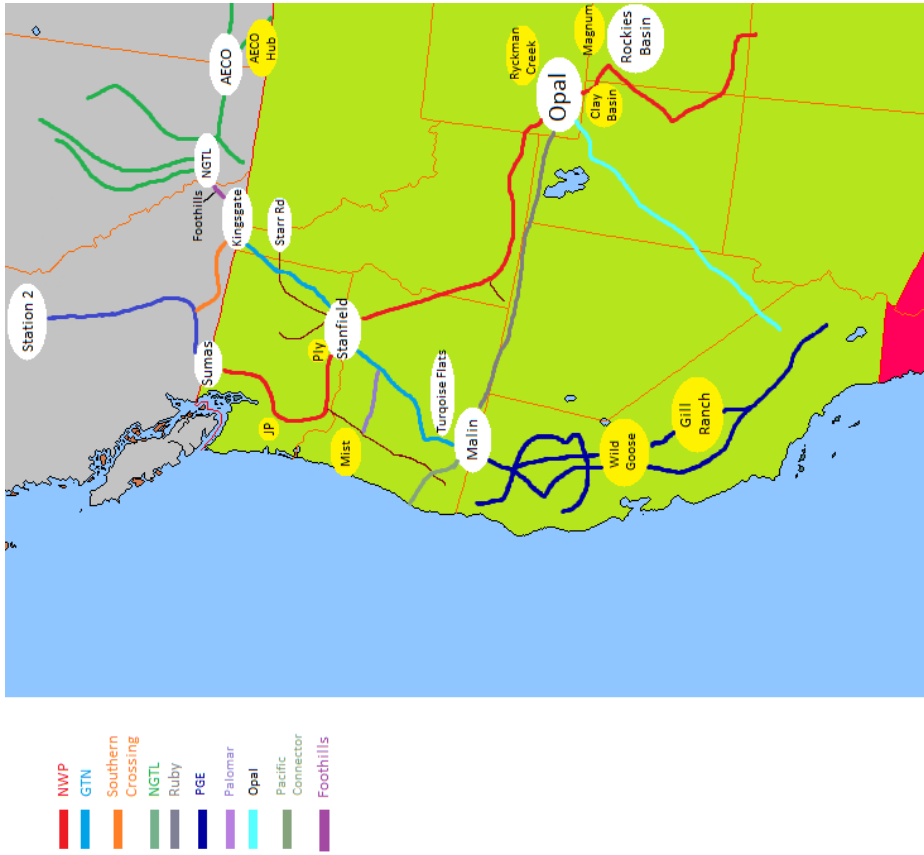 Station 2
AECO
AECO
Hub
NGTL
Foothills
Kingsgate
Starr Rd
Sumas
Ply
Stanfield
JP
Mist
Turqoise Flats
Malin
Ryckman
Creek
Opal
Magnum
Rockies
Basin
Clay
Basin
Wild
Goose
Gill
Ranch
NWP
GTN
Southern
Crossing
NGTL
Ruby
PGE
Palomar
Opal
Pacific
Connector
Foothills